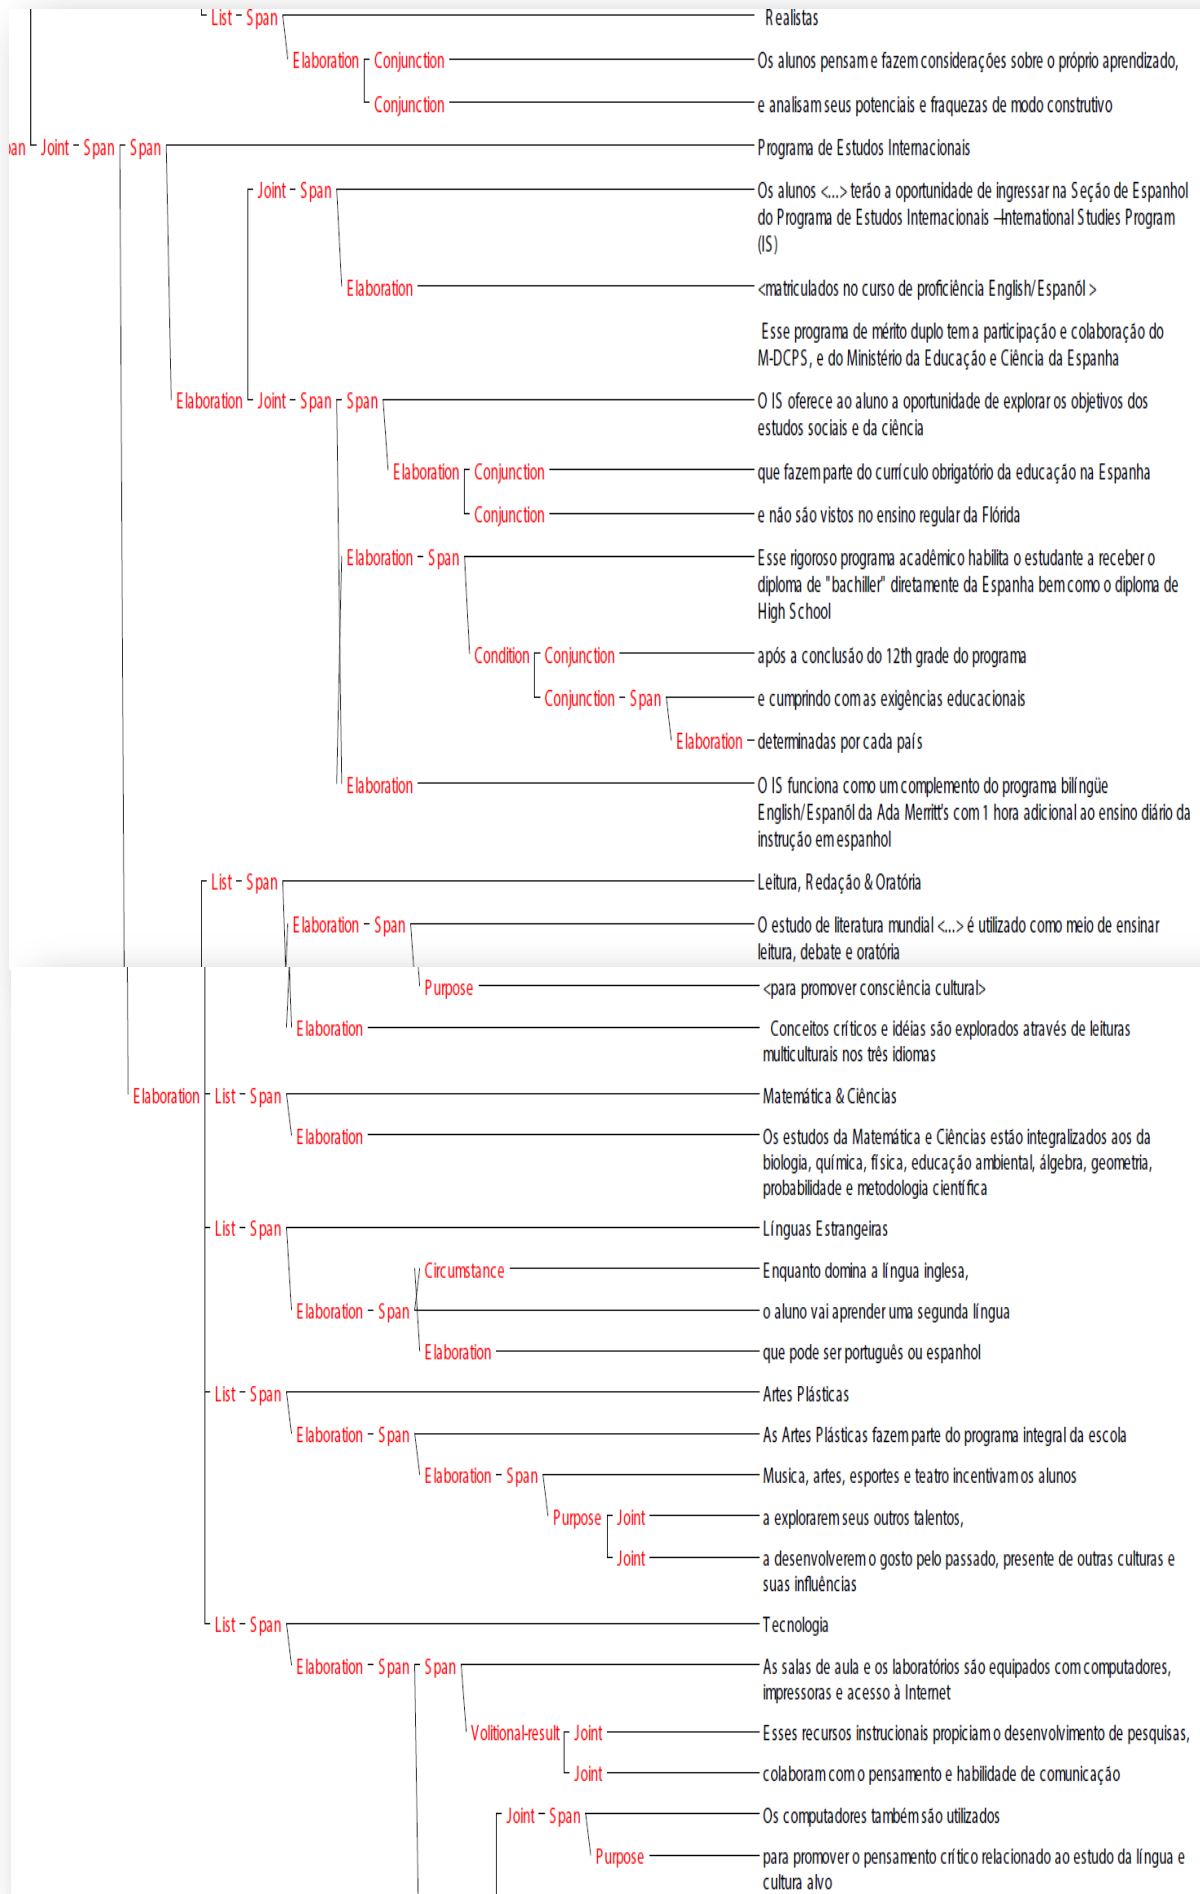 List Span Realistas
Elaboration Conjunction Os alunos pensam e fazem considerações sobre o próprio aprendizado,
Conjunction e analisam seus potenciais e fraquezas de modo construtivo
pan Joint Span Span Programa de Estudos Internacionais
Joint Span Os alunos <...> terão a oportunidade de ingressar na Seção de Espanhol
do Programa de Estudos Internacionais –International Studies Program
(IS)
Elaboration <matriculados no curso de proficiência English/Espanõl >
Esse programa de mérito duplo tem a participação e colaboração do
M-DCPS, e do Ministério da Educação e Ciência da Espanha
Elaboration Joint Span Span O IS oferece ao aluno a oportunidade de explorar os objetivos dos
estudos sociais e da ciência
Elaboration Conjunction que fazem parte do currículo obrigatório da educação na Espanha
Conjunction e não são vistos no ensino regular da Flórida
Elaboration Span Esse rigoroso programa acadêmico habilita o estudante a receber o
diploma de "bachiller" diretamente da Espanha bem como o diploma de
High School
Condition Conjunction após a conclusão do 12th grade do programa
Conjunction Span e cumprindo com as exigências educacionais
Elaboration determinadas por cada país
Elaboration O IS funciona como um complemento do programa bilíngüe
English/Espanõl da Ada Merritt's com 1 hora adicional ao ensino diário da
instrução em espanhol
List Span Leitura, Redação & Oratória
Elaboration Span O estudo de literatura mundial <...> é utilizado como meio de ensinar
leitura, debate e oratória
Purpose <para promover consciência cultural>
Elaboration Conceitos críticos e idéias são explorados através de leituras
multiculturais nos três idiomas
Elaboration List Span Matemática & Ciências
Elaboration Os estudos da Matemática e Ciências estão integralizados aos da
biologia, química, física, educação ambiental, álgebra, geometria,
probabilidade e metodologia científica
List Span Línguas Estrangeiras
Circumstance Enquanto domina a língua inglesa,
Elaboration Span o aluno vai aprender uma segunda língua
Elaboration que pode ser português ou espanhol
List Span Artes Plásticas
Elaboration Span As Artes Plásticas fazem parte do programa integral da escola
Elaboration Span Musica, artes, esportes e teatro incentivam os alunos
Purpose Joint a explorarem seus outros talentos,
Joint a desenvolverem o gosto pelo passado, presente de outras culturas e
suas influências
List Span Tecnologia
Elaboration Span Span As salas de aula e os laboratórios são equipados com computadores,
impressoras e acesso à Internet
Volitional-result Joint Esses recursos instrucionais propiciam o desenvolvimento de pesquisas,
Joint colaboram com o pensamento e habilidade de comunicação
Joint Span Os computadores também são utilizados
Purpose para promover o pensamento crítico relacionado ao estudo da língua e
cultura alvo